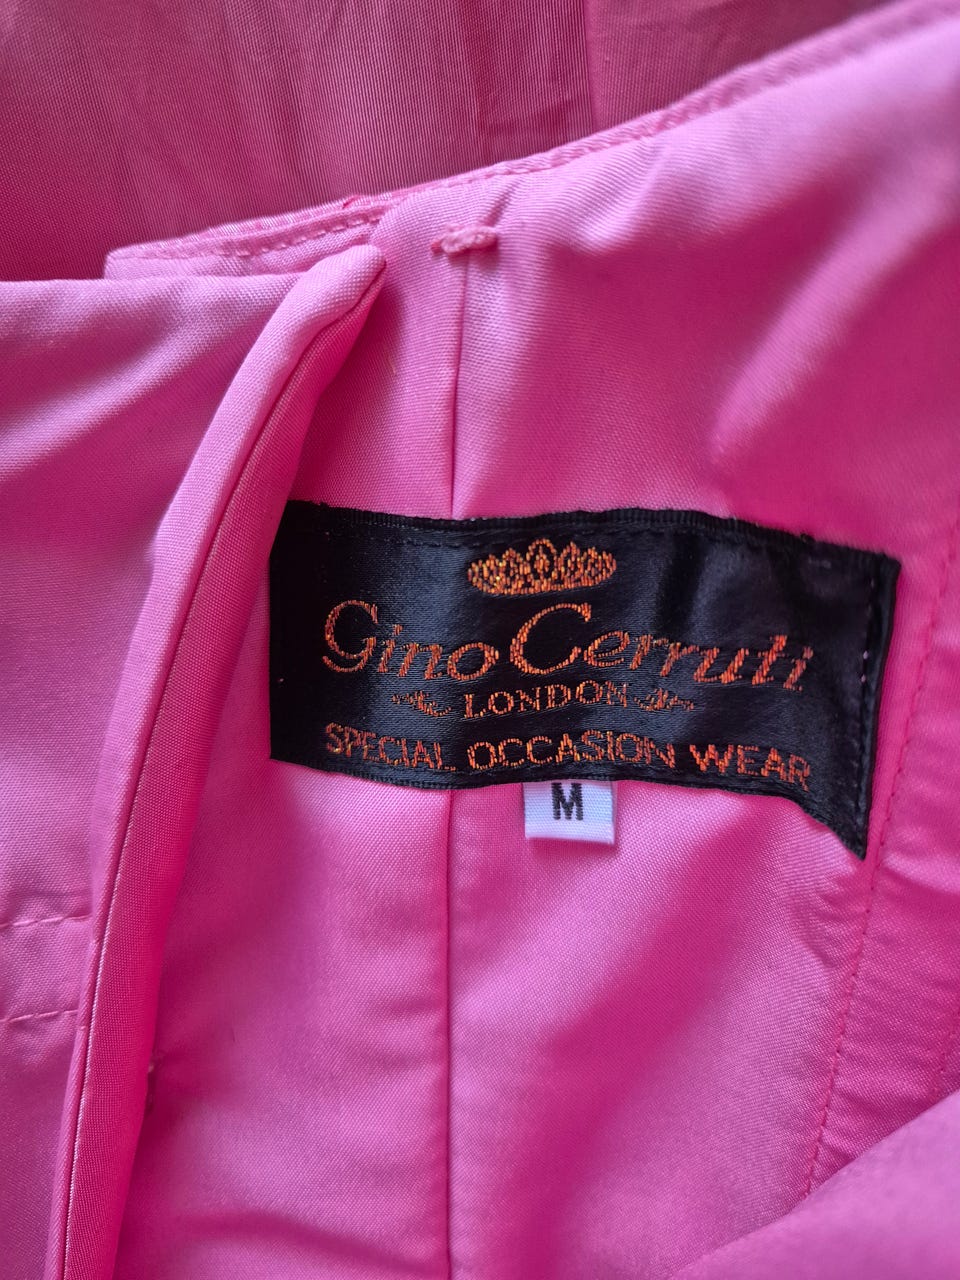 Gino Cerruti
LONDON
SPECIAL OCCASION WEAR
M